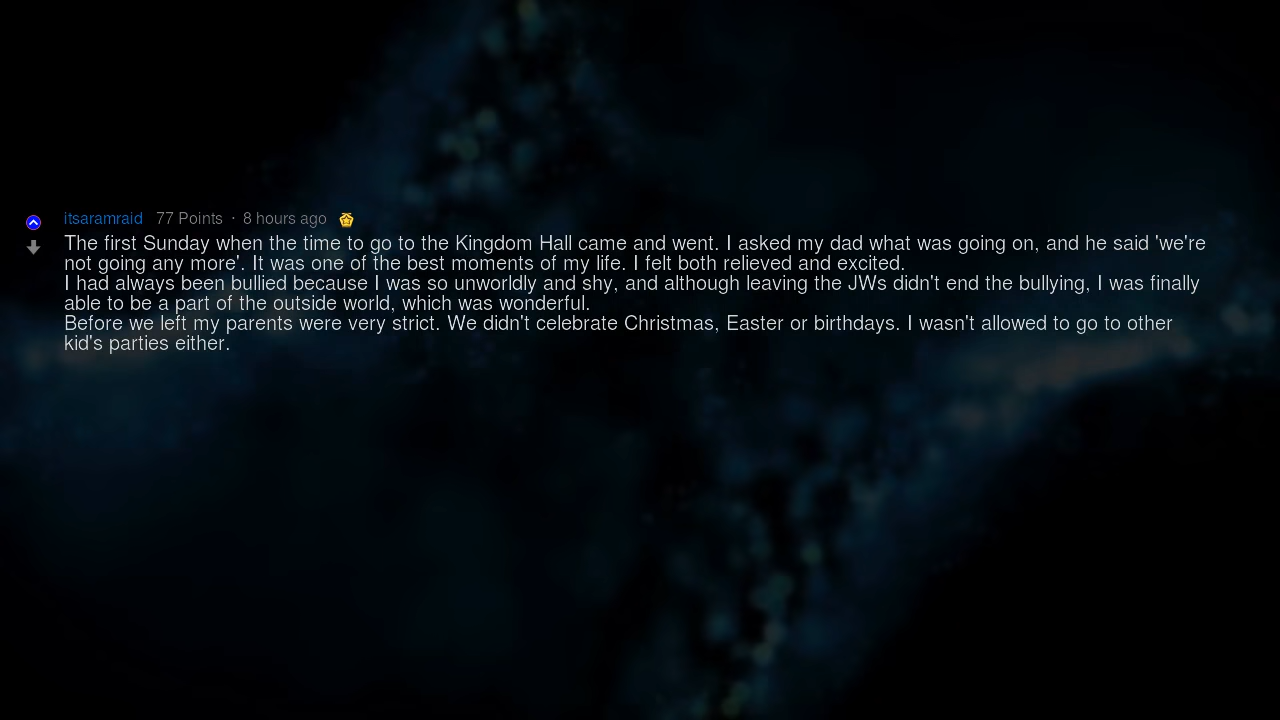 itsaramraid 77 Points · 8 hours ago
The first Sunday when the time to go to the Kingdom Hall came and went. I asked my dad what was going on, and he said 'we're
not going any more'. It was one of the best moments of my life. I felt both relieved and excited.
I had always been bullied because I was so unworldly and shy, and although leaving the JWs didn't end the bullying, I was finally
able to be a part of the outside world, which was wonderful.
Before we left my parents were very strict. We didn't celebrate Christmas, Easter or birthdays. I wasn't allowed to go to other
kid's parties either.